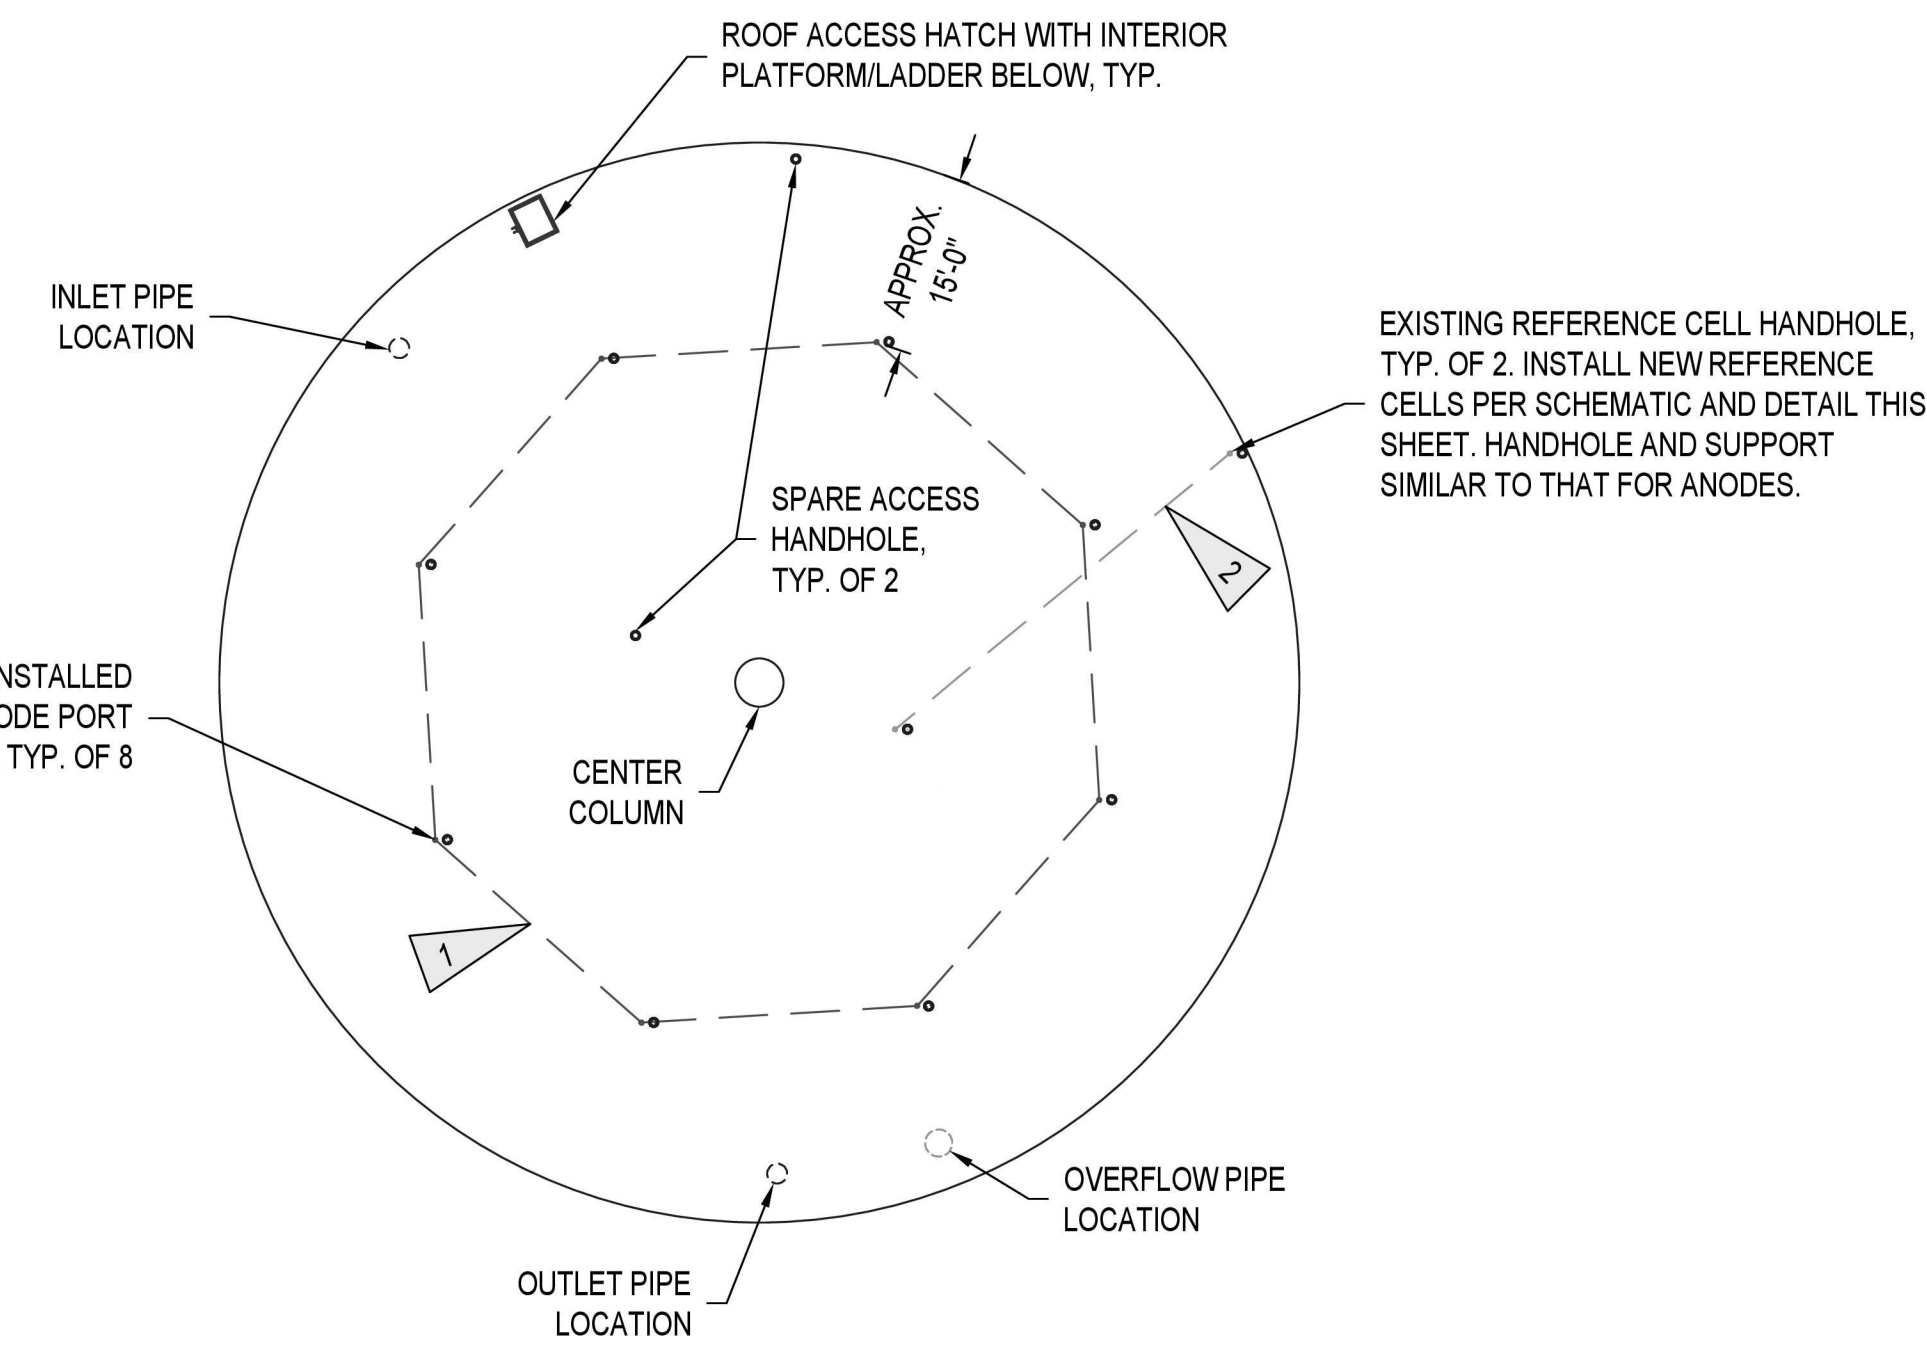 ROOF ACCESS HATCH WITH INTERIOR
PLATFORM/LADDER BELOW, TYP.
APPROX.
15'-0"
INLET PIPE
LOCATION
EXISTING REFERENCE CELL HANDHOLE,
TYP. OF 2. INSTALL NEW REFERENCE
CELLS PER SCHEMATIC AND DETAIL THIS
SHEET. HANDHOLE AND SUPPORT
SIMILAR TO THAT FOR ANODES.
SPARE ACCESS
HANDHOLE,
TYP. OF 2
2
NSTALLED
ODE PORT
TYP. OF 8
CENTER
COLUMN
1
OVERFLOW PIPE
LOCATION
OUTLET PIPE
LOCATION